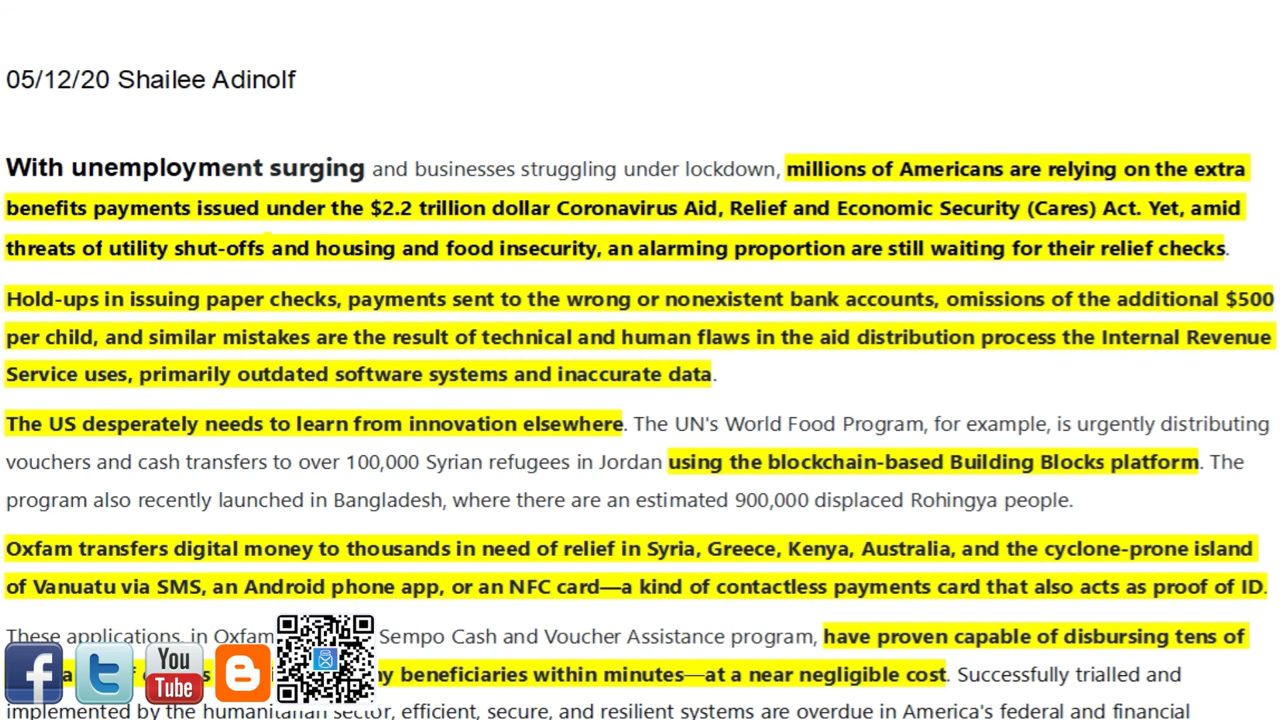 05/12/20 Shailee Adinolf
With unemployment surging and businesses struggling under lockdown, millions of Americans are relying on the extra
benefits payments issued under the $2.2 trillion dollar Coronavirus Aid, Relief and Economic Security (Cares) Act. Yet, amid
threats of utility shut-offs and housing and food insecurity, an alarming proportion are still waiting for their relief checks.
Hold-ups in issuing paper checks, payments sent to the wrong or nonexistent bank accounts, omissions of the additional $500
per child, and similar mistakes are the result of technical and human flaws in the aid distribution process the Internal Revenue
Service uses, primarily outdated software systems and inaccurate data.
The US desperately needs to learn from innovation elsewhere. The UN's World Food Program, for example, is urgently distributing
vouchers and cash transfers to over 100,000 Syrian refugees in Jordan using the blockchain-based Building Blocks platform. The
program also recently launched in Bangladesh, where there are an estimated 900,000 displaced Rohingya people.
Oxfam transfers digital money to thousands in need of relief in Syria, Greece, Kenya, Australia, and the cyclone-prone island
of Vanuatu via SMS, an Android phone app, or an NFC card—a kind of contactless payments card that also acts as proof of ID.
These applications, in Oxfam Sempo Cash and Voucher Assistance program, have proven capable of disbursing tens of
beneficiaries within minutes—at a near negligible cost. Successfully trialled and
implemented by the humanitarian sector, efficient, secure, and resilient systems are overdue in America's federal and financial
You
Tube